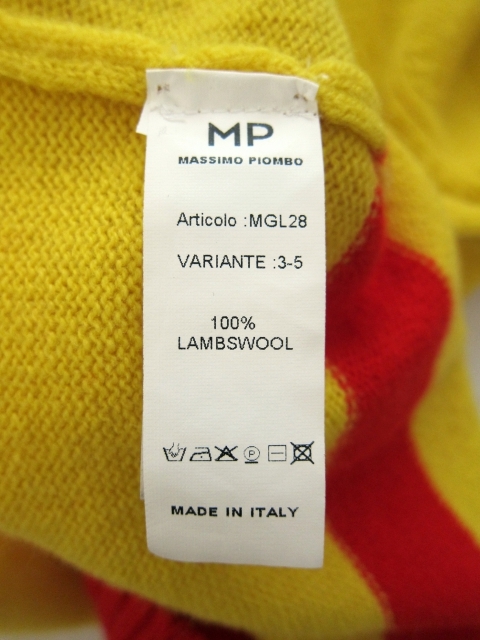 MP
MASSIMO PIOMBO
Articolo :MGL28
VARIANTE :3-5
100%
LAMBSWOOL
P
MADE IN ITALY